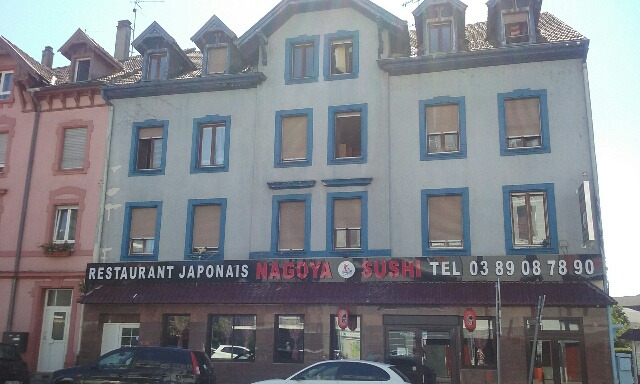 RESTAURANT JAPONAIS NAGOYA SUSHI TEL 03 89 08 78 90